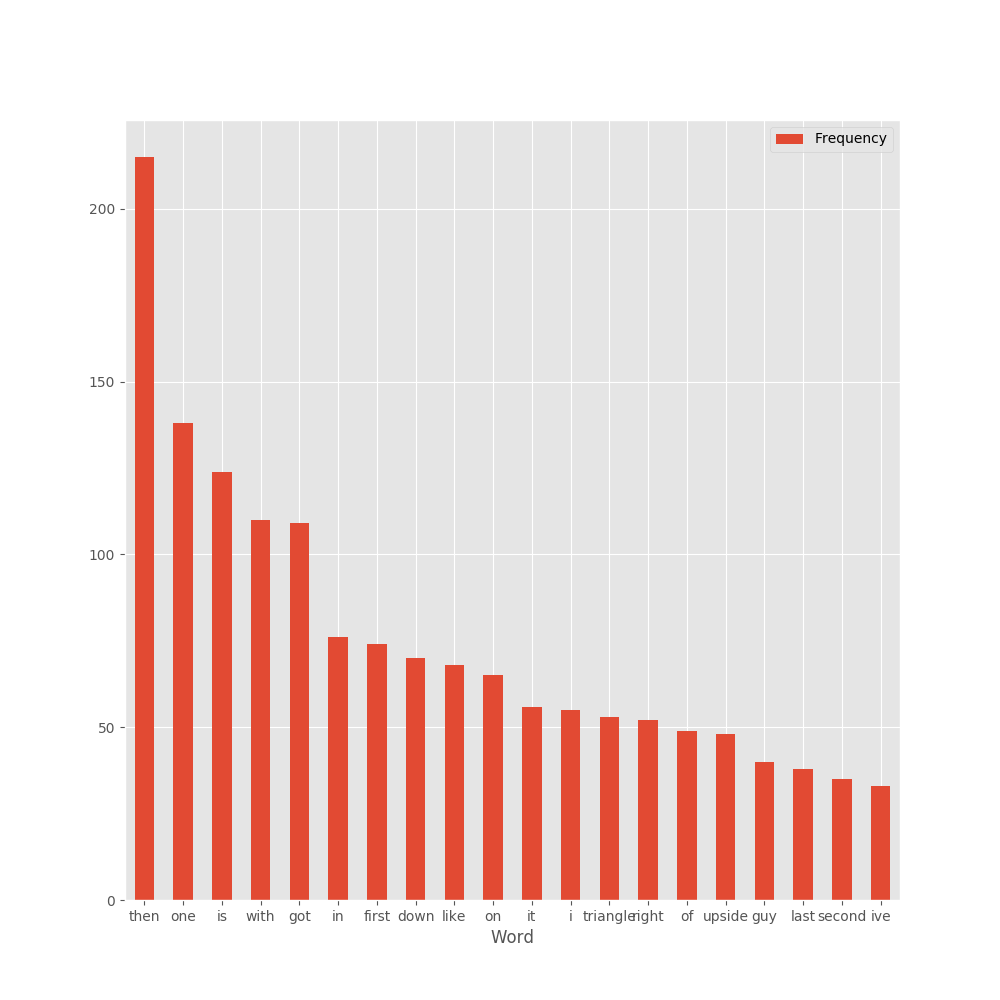 Frequency
200
150
100
50
0
then one is with got in first down like on it i triangle right of upside guy last second ive
Word